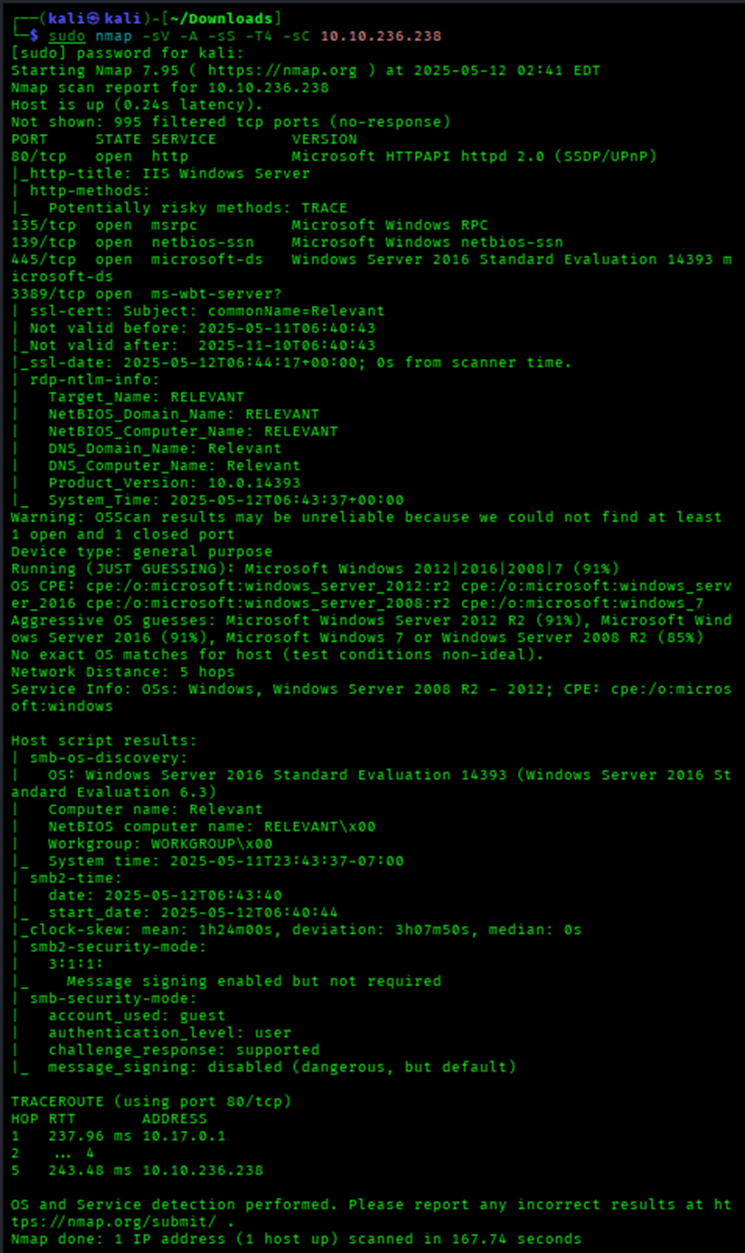 ┌──(kali㉿kali)-[~/Downloads]
└─$ sudo nmap -sV -A -sS -T4 -sC 10.10.236.238
[sudo] password for kali:
Starting Nmap 7.95 ( https://nmap.org ) at 2025-05-12 02:41 EDT
Nmap scan report for 10.10.236.238
Host is up (0.24s latency).
Not shown: 995 filtered tcp ports (no-response)
PORT     STATE SERVICE       VERSION
80/tcp   open  http          Microsoft HTTPAPI httpd 2.0 (SSDP/UPnP)
|_http-title: IIS Windows Server
| http-methods:
|_  Potentially risky methods: TRACE
135/tcp  open  msrpc         Microsoft Windows RPC
139/tcp  open  netbios-ssn   Microsoft Windows netbios-ssn
445/tcp  open  microsoft-ds  Windows Server 2016 Standard Evaluation 14393 m
icrosoft-ds
3389/tcp open  ms-wbt-server?
| ssl-cert: Subject: commonName=Relevant
| Not valid before: 2025-05-11T06:40:43
|_Not valid after:  2025-11-10T06:40:43
|_ssl-date: 2025-05-12T06:44:17+00:00; 0s from scanner time.
| rdp-ntlm-info:
|   Target_Name: RELEVANT
|   NetBIOS_Domain_Name: RELEVANT
|   NetBIOS_Computer_Name: RELEVANT
|   DNS_Domain_Name: Relevant
|   DNS_Computer_Name: Relevant
|   Product_Version: 10.0.14393
|_  System_Time: 2025-05-12T06:43:37+00:00
Warning: OSScan results may be unreliable because we could not find at least
1 open and 1 closed port
Device type: general purpose
Running (JUST GUESSING): Microsoft Windows 2012|2016|2008|7 (91%)
OS CPE: cpe:/o:microsoft:windows_server_2012:r2 cpe:/o:microsoft:windows_serv
er_2016 cpe:/o:microsoft:windows_server_2008:r2 cpe:/o:microsoft:windows_7
Aggressive OS guesses: Microsoft Windows Server 2012 R2 (91%), Microsoft Wind
ows Server 2016 (91%), Microsoft Windows 7 or Windows Server 2008 R2 (85%)
No exact OS matches for host (test conditions non-ideal).
Network Distance: 5 hops
Service Info: OSs: Windows, Windows Server 2008 R2 - 2012; CPE: cpe:/o:micros
oft:windows

Host script results:
| smb-os-discovery:
|   OS: Windows Server 2016 Standard Evaluation 14393 (Windows Server 2016 St
andard Evaluation 6.3)
|   Computer name: Relevant
|   NetBIOS computer name: RELEVANT\x00
|   Workgroup: WORKGROUP\x00
|_  System time: 2025-05-11T23:43:37-07:00
| smb2-time:
|   date: 2025-05-12T06:43:40
|_  start_date: 2025-05-12T06:40:44
|_clock-skew: mean: 1h24m00s, deviation: 3h07m50s, median: 0s
| smb2-security-mode:
|   3:1:1:
|_    Message signing enabled but not required
| smb-security-mode:
|   account_used: guest
|   authentication_level: user
|   challenge_response: supported
|_  message_signing: disabled (dangerous, but default)

TRACEROUTE (using port 80/tcp)
HOP RTT       ADDRESS
1   237.96 ms 10.17.0.1
2   ... 4
5   243.48 ms 10.10.236.238

OS and Service detection performed. Please report any incorrect results at ht
tps://nmap.org/submit/ .
Nmap done: 1 IP address (1 host up) scanned in 167.74 seconds